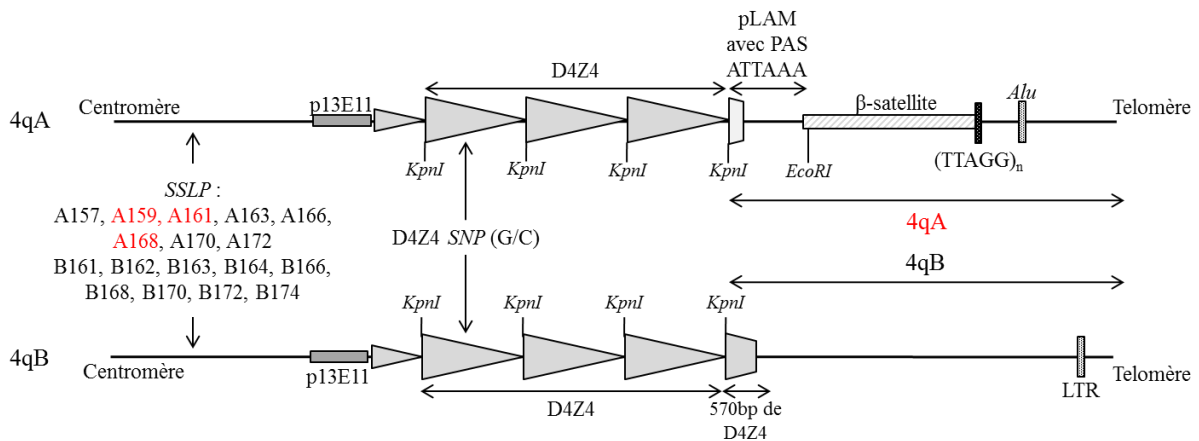 pLAM
avec PAS
ATTAAA
D4Z4
Centromère
p13E11
β-satellite
Alu
Telomère
4qA
KpnI
KpnI
KpnI
KpnI
EcoRI
(TTAGG)n
SSLP :
A157, A159, A161, A163, A166,
A168, A170, A172
B161, B162, B163, B164, B166,
B168, B170, B172, B174
D4Z4 SNP (G/C)
4qA
4qB
KpnI
KpnI
KpnI
KpnI
4qB
Centromère
p13E11
D4Z4
570bp de
D4Z4
LTR
Telomère